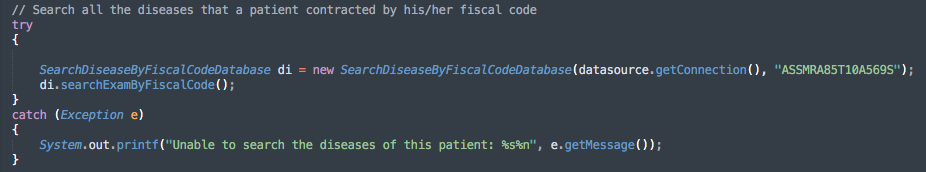 // Search all the diseases that a patient contracted by his/her fiscal code
try
{
SearchDiseaseByFiscalCodeDatabase di = new SearchDiseaseByFiscalCodeDatabase(datasource.getConnection(), "ASSMRA85T10A569S");
di.searchExamByFiscalCode();
}
catch (Exception e)
{
System.out.printf("Unable to search the diseases of this patient: %s%n", e.getMessage());
}